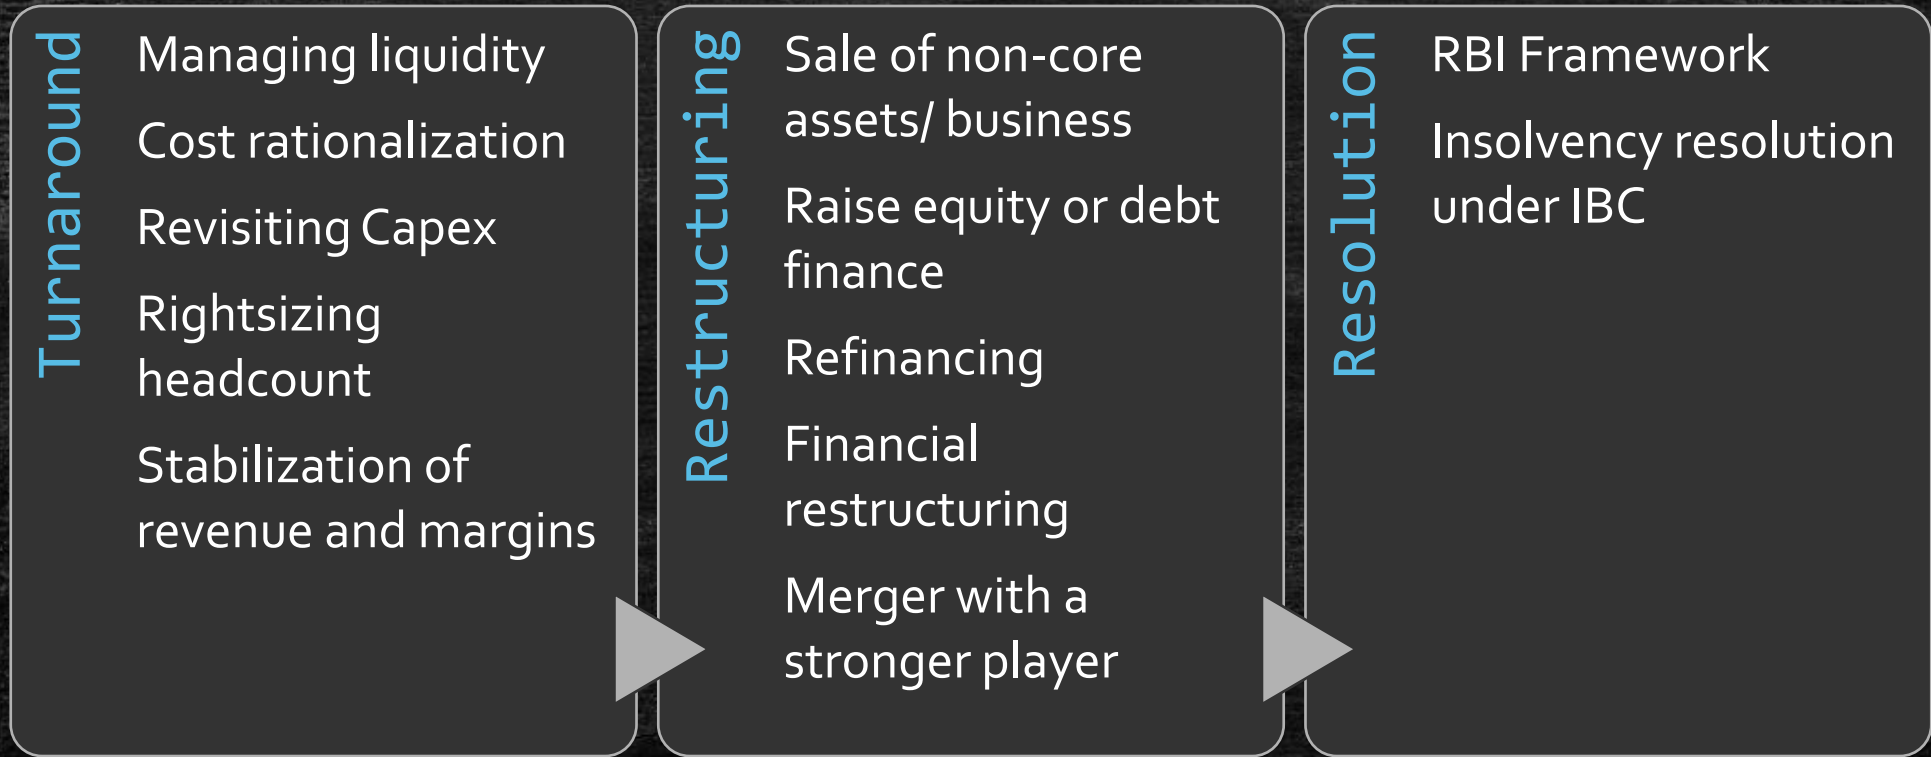 Turnaround
Managing liquidity
Cost rationalization
Revisiting Capex
Rightsizing
headcount
Stabilization of
revenue and margins
Restructuring
Sale of non-core
assets/ business
Raise equity or debt
finance
Refinancing
Financial
restructuring
Merger with a
stronger player
Resolution
RBI Framework
Insolvency resolution
under IBC